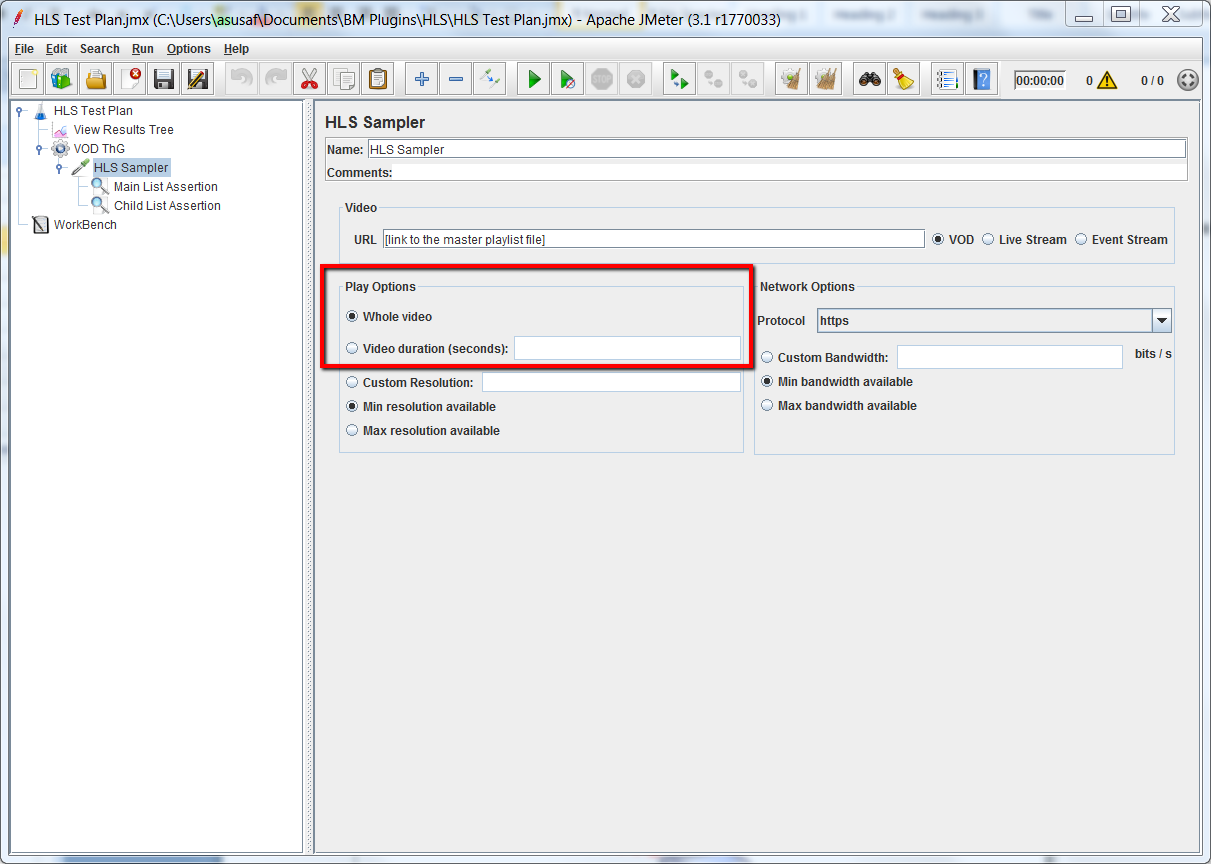 HLS Test Plan.jmx (C:\Users\asusan\Documents\BM Plugins\HLS\HLS Test Plan.jmx) - Apache JMeter (3.1 r1770033)
File Edit Search Run Options Help
STOP
00:00:00 0 0 / 0
HLS Test Plan
View Results Tree
VOD ThG
HLS Sampler
Main List Assertion
Child List Assertion
WorkBench
HLS Sampler
Name: HLS Sampler
Comments:
Video
URL [link to the master playlist file] VOD Live Stream Event Stream
Play Options
Whole video
Video duration (seconds):
Custom Resolution:
Min resolution available
Max resolution available
Network Options
Protocol https
Custom Bandwidth: bits / s
Min bandwidth available
Max bandwidth available